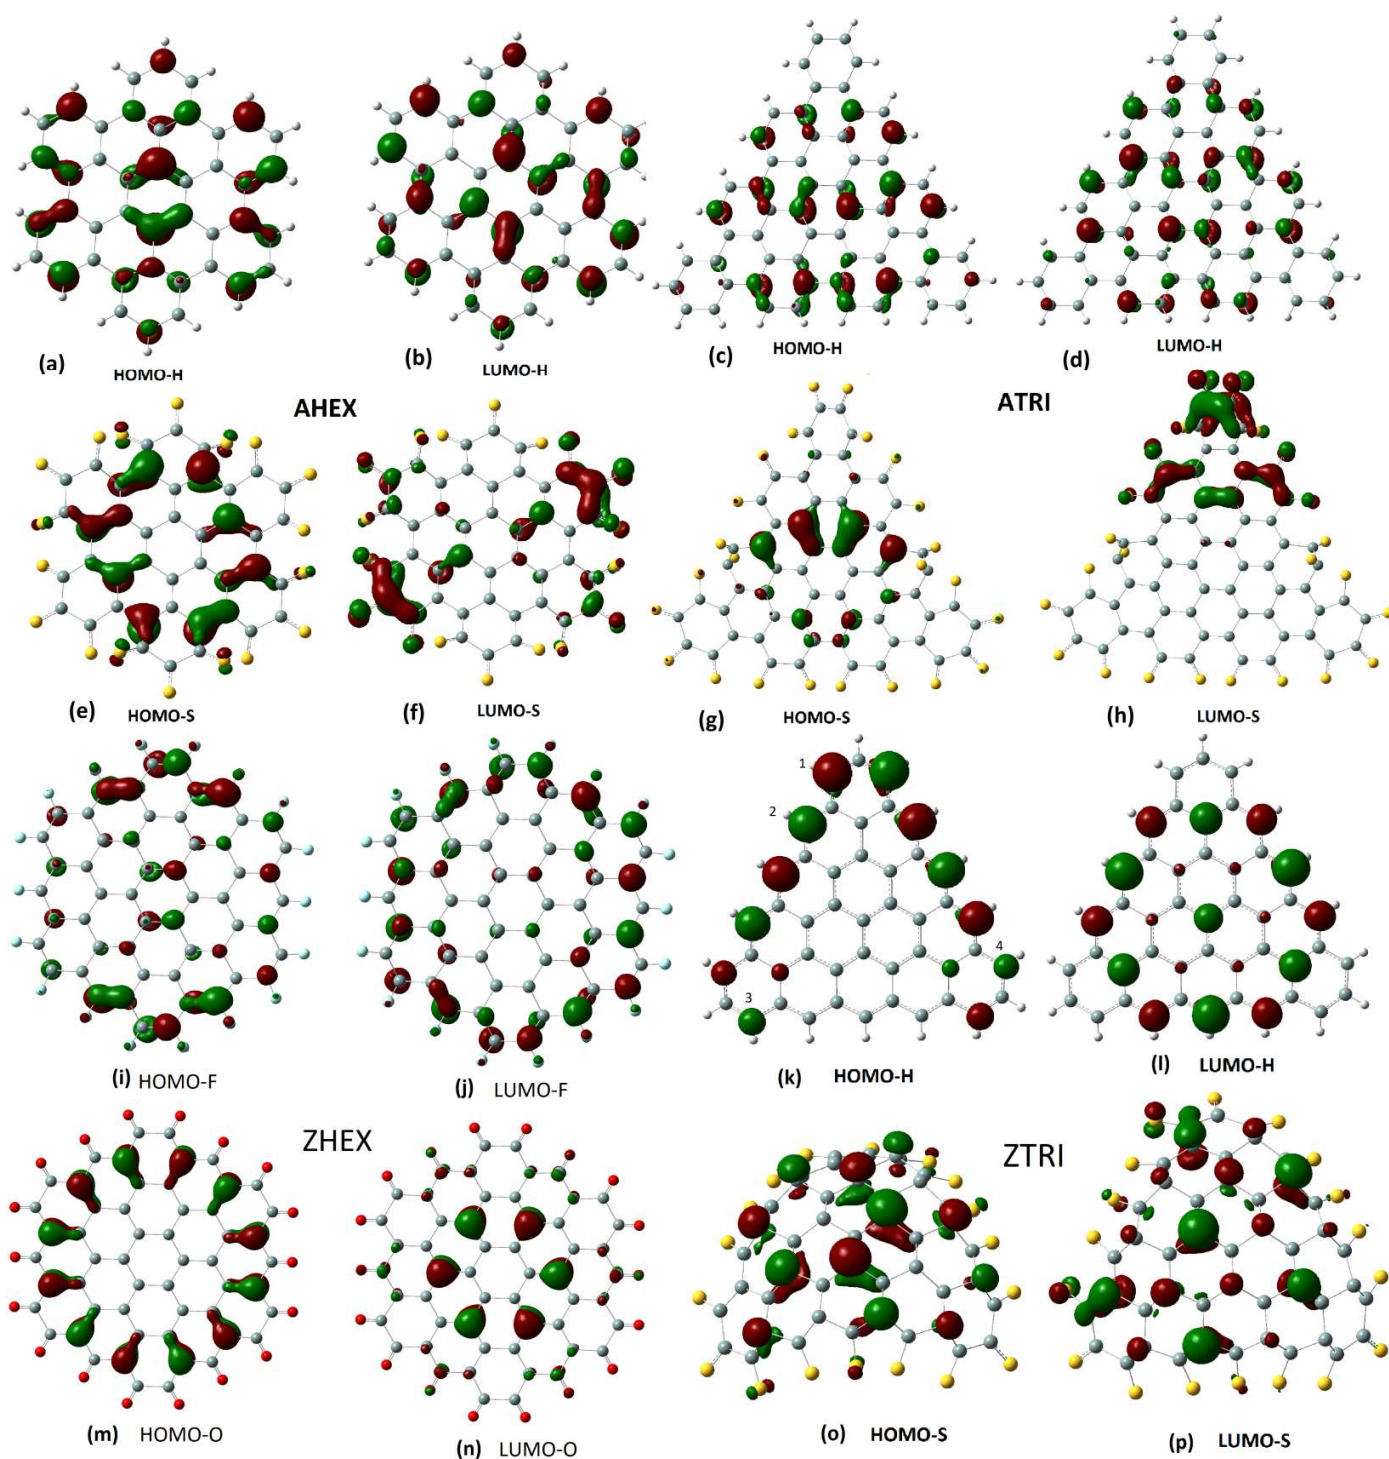 (a) HOMO-H
(b) LUMO-H
(c) HOMO-H
(d) LUMO-H
AHEX
ATRI
(e) HOMO-S
(f) LUMO-S
(g) HOMO-S
(h) LUMO-S
1
2
3
4
(i) HOMO-F
(j) LUMO-F
(k) HOMO-H
(l) LUMO-H
ZHEX
ZTRI
(m) HOMO-O
(n) LUMO-O
(o) HOMO-S
(p) LUMO-S